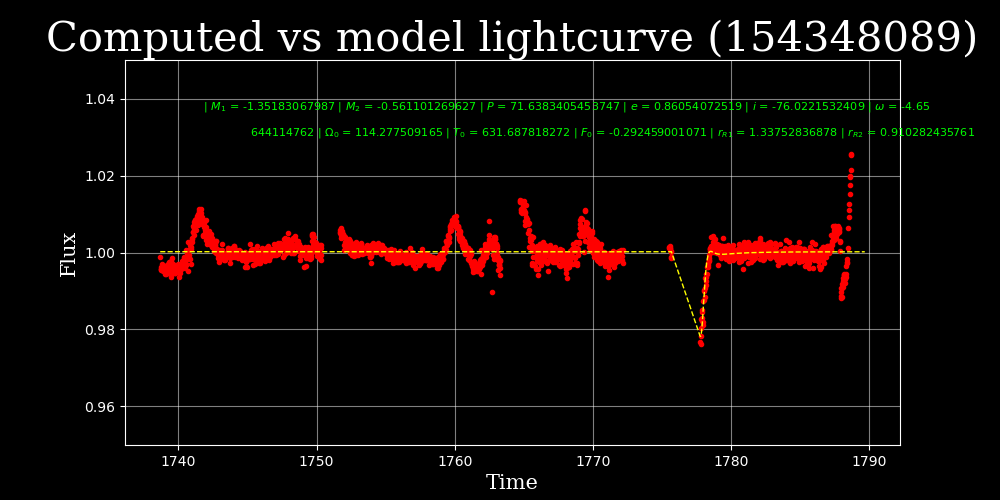 Computed vs model lightcurve (154348089)
| M₁ = -1.35183067987 | M₂ = -0.561101269627 | P = 71.6383405453747 | e = 0.86054072519 | i = -76.0221532409 | ω = -4.65
644114762 | Ω₀ = 114.277509165 | T₀ = 631.687818272 | F₀ = -0.292459001071 | r_R1 = 1.33752836878 | r_R2 = 0.910282435761
1.04
1.02
1.00
0.98
0.96
Flux
1740 1750 1760 1770 1780 1790
Time